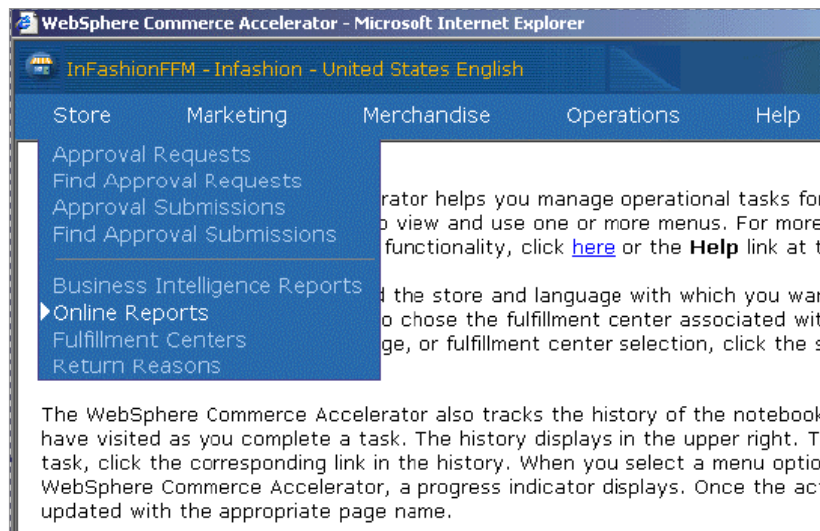 WebSphere Commerce Accelerator - Microsoft Internet Explorer
InFashionFFM - Infashion - United States English
Store Marketing Merchandise Operations Help
Approval Requests
Find Approval Requests
Approval Submissions
Find Approval Submissions
Business Intelligence Reports
Online Reports
Fulfillment Centers
Return Reasons
rator helps you manage operational tasks for
view and use one or more menus. For more
functionality, click here or the Help link at
the store and language with which you
chose the fulfillment center associated
or fulfillment center selection, click the
The WebSphere Commerce Accelerator also tracks the history of the notebook
have visited as you complete a task. The history displays in the upper right.
task, click the corresponding link in the history. When you select a menu optio
WebSphere Commerce Accelerator, a progress indicator displays. Once the
updated with the appropriate page name.